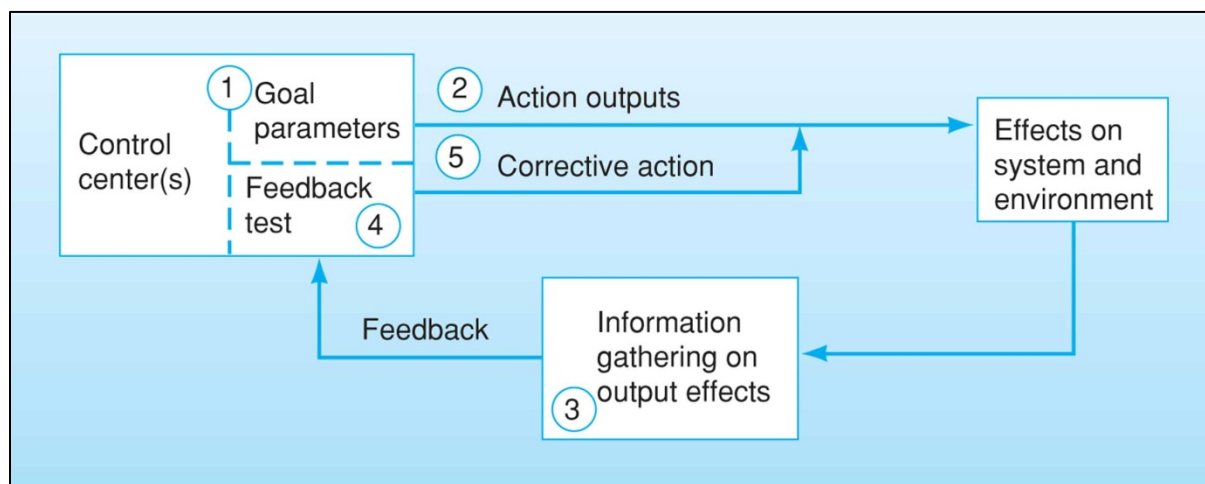 Control
center(s)
1
Goal
parameters
Feedback
test
4
2
Action outputs
5
Corrective action
Effects on
system and
environment
Information
gathering on
output effects
3
Feedback